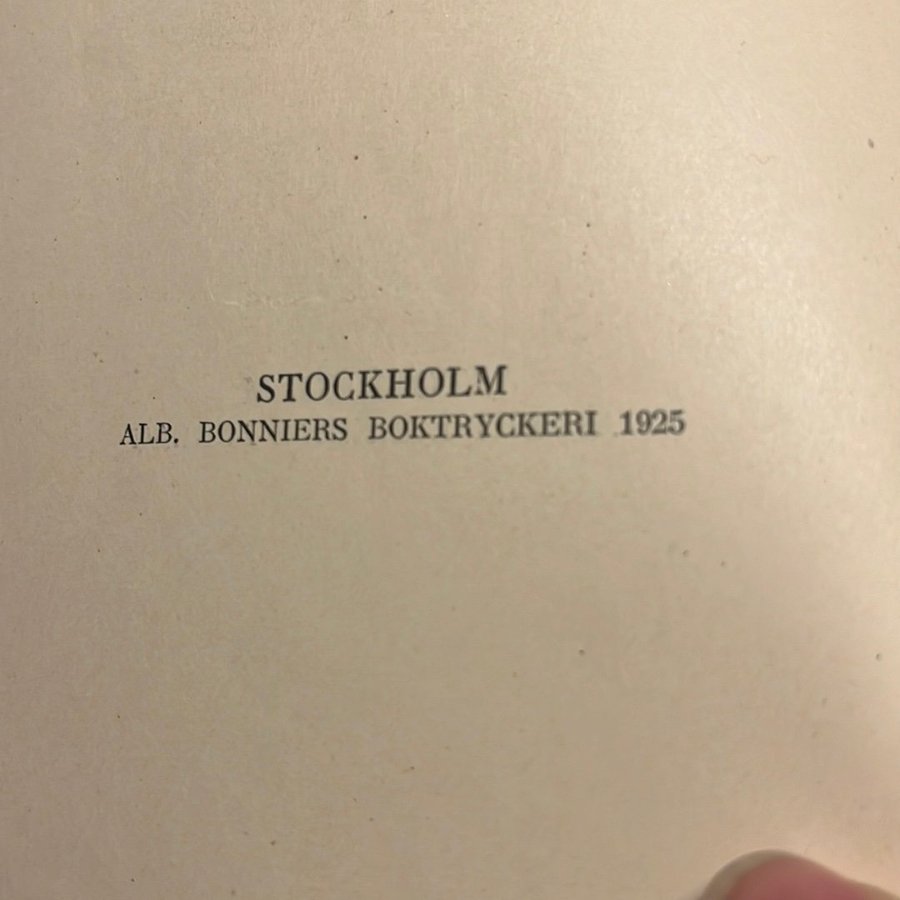 STOCKHOLM
ALB. BONNIERS BOKTRYCKERI 1925